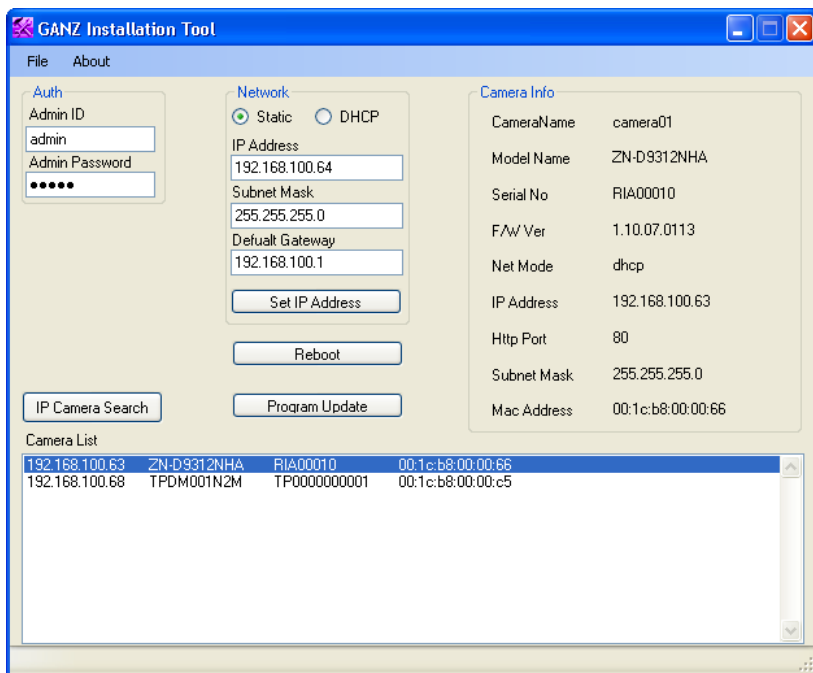 GANZ Installation Tool
File About
Auth
Admin ID
admin
Admin Password
●●●●●
Network
Static DHCP
IP Address
192.168.100.64
Subnet Mask
255.255.255.0
Defualt Gateway
192.168.100.1
Set IP Address
Reboot
Program Update
IP Camera Search
Camera Info
CameraName camera01
Model Name ZN-D9312NHA
Serial No RIA00010
F/W Ver 1.10.07.0113
Net Mode dhcp
IP Address 192.168.100.63
Http Port 80
Subnet Mask 255.255.255.0
Mac Address 00:1c:b8:00:00:66
Camera List
192.168.100.63 ZN-D9312NHA RIA00010 00:1c:b8:00:00:66
192.168.100.68 TPDM001N2M TP0000000001 00:1c:b8:00:00:c5